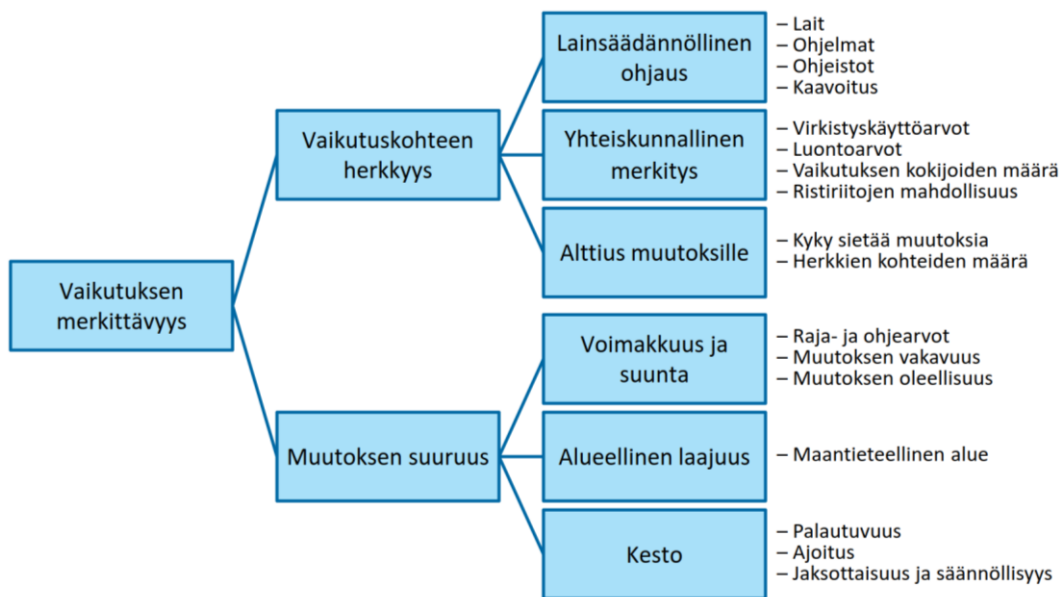 Vaikutuksen
merkittävyys
Vaikutuskohteen
herkkyys
Lainsäädännöllinen
ohjaus
– Lait
– Ohjelmat
– Ohjeistot
– Kaavoitus
Yhteiskunnallinen
merkitys
– Virkistyskäyttöarvot
– Luontoarvot
– Vaikutuksen kokijoiden määrä
– Ristiriitojen mahdollisuus
Alttius muutoksille
– Kyky sietää muutoksia
– Herkkien kohteiden määrä
Muutoksen suuruus
Voimakkuus ja
suunta
– Raja- ja ohjearvot
– Muutoksen vakavuus
– Muutoksen oleellisuus
Alueellinen laajuus
– Maantieteellinen alue
Kesto
– Palautuvuus
– Ajoitus
– Jaksottaisuus ja säännöllisyys